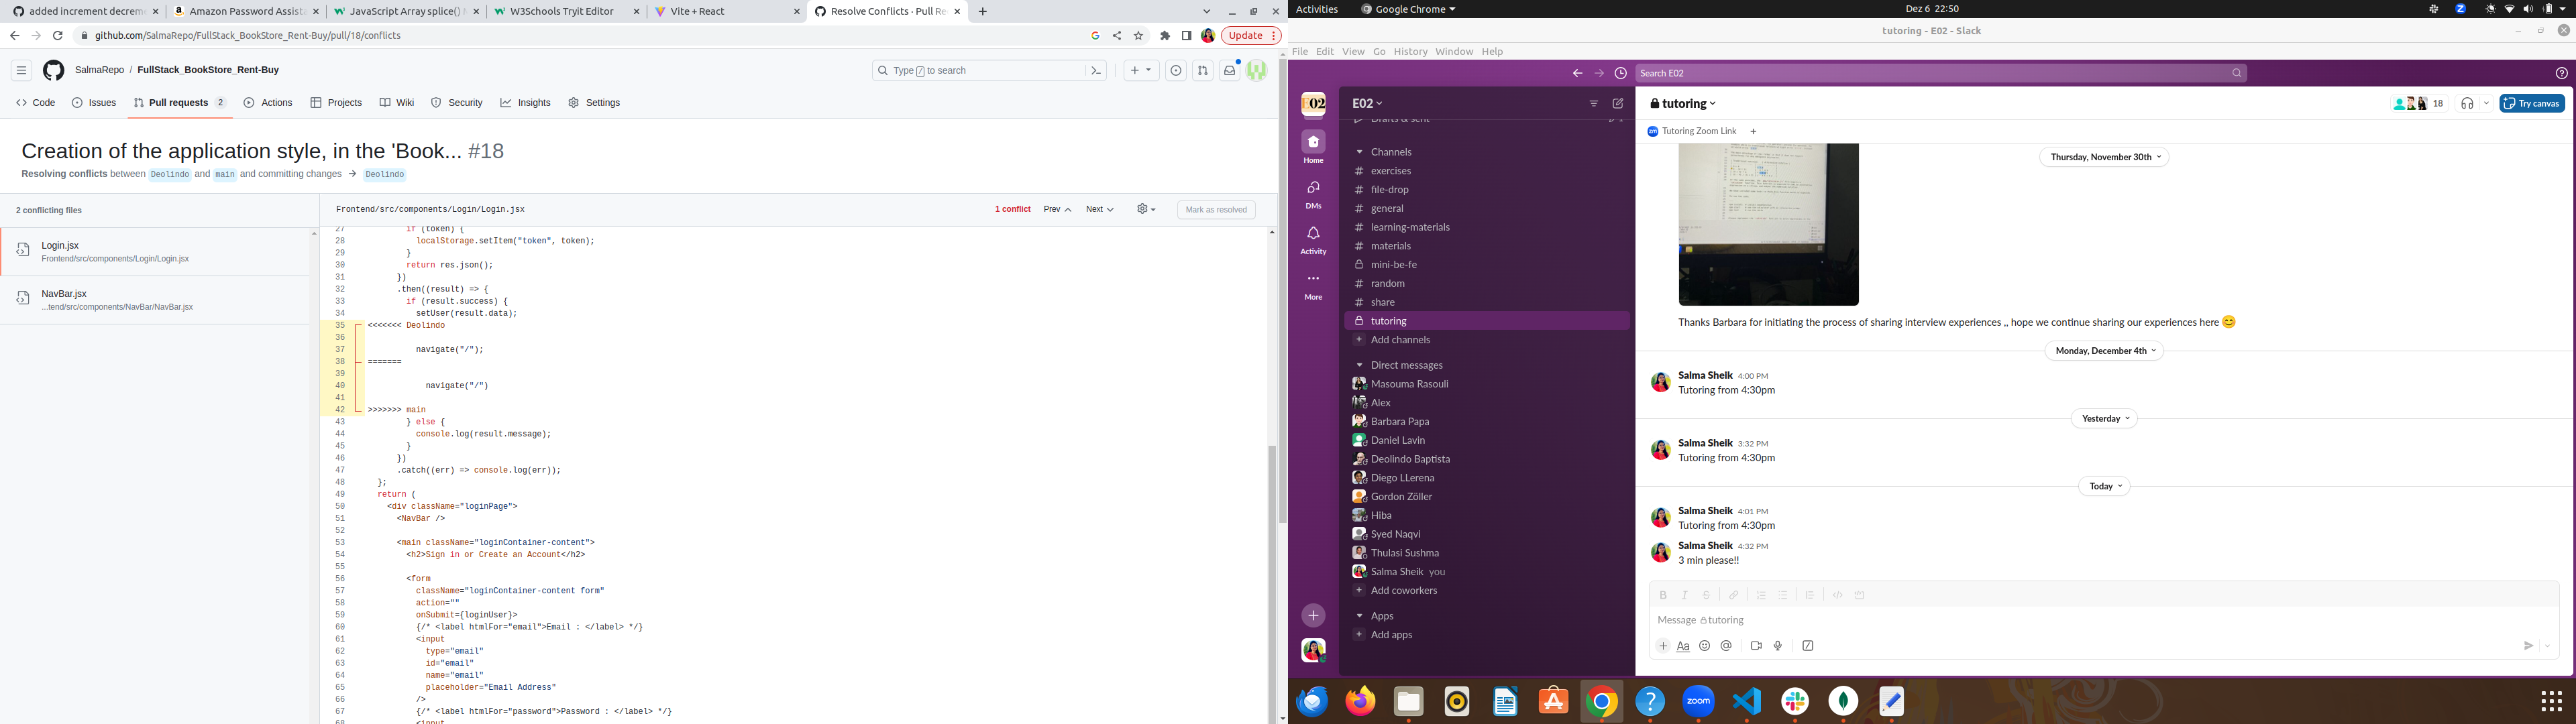 added increment decreme
Amazon Password Assista
JavaScript Array splice() M
W3Schools Tryit Editor
Vite + React
Resolve Conflicts · Pull Re
github.com/SalmaRepo/FullStack_BookStore_Rent-Buy/pull/18/conflicts
Update
SalmaRepo / FullStack_BookStore_Rent-Buy
Type / to search
Code
Issues
Pull requests 2
Actions
Projects
Wiki
Security
Insights
Settings
Creation of the application style, in the 'Book... #18
Resolving conflicts between Deolindo and main and committing changes → Deolindo
2 conflicting files
Login.jsx
Frontend/src/components/Login/Login.jsx
NavBar.jsx
...tend/src/components/NavBar/NavBar.jsx
Frontend/src/components/Login/Login.jsx
1 conflict
Prev
Next
Mark as resolved
27 if (token) {
28 localStorage.setItem("token", token);
29 }
30 return res.json();
31 })
32 .then((result) => {
33 if (result.success) {
34 setUser(result.data);
35 <<<<<<< Deolindo
36
37 navigate("/");
38 =======
39
40 navigate("/")
41
42 >>>>>>> main
43 } else {
44 console.log(result.message);
45 }
46 })
47 .catch((err) => console.log(err));
48 };
49 return (
50 <div className="loginPage">
51 <NavBar />
52
53 <main className="loginContainer-content">
54 <h2>Sign in or Create an Account</h2>
55
56 <form
57 className="loginContainer-content form"
58 action=""
59 onSubmit={loginUser}>
60 {/* <label htmlFor="email">Email : </label> */}
61 <input
62 type="email"
63 id="email"
64 name="email"
65 placeholder="Email Address"
66 />
67 {/* <label htmlFor="password">Password : </label> */}
68 <input
Activities
Google Chrome
Dez 6 22:50
tutoring - E02 - Slack
File Edit View Go History Window Help
Search E02
E02
Home
DMs
Activity
More
E02
Drafts & sent
Channels
exercises
file-drop
general
learning-materials
materials
mini-be-fe
random
share
tutoring
Add channels
Direct messages
Masouma Rasouli
Alex
Barbara Papa
Daniel Lavin
Deolindo Baptista
Diego LLerena
Gordon Zöller
Hiba
Syed Naqvi
Thulasi Sushma
Salma Sheik you
Add coworkers
Apps
Add apps
tutoring
18
Try canvas
zm Tutoring Zoom Link
Thursday, November 30th
Thanks Barbara for initiating the process of sharing interview experiences ,, hope we continue sharing our experiences here 😊
Monday, December 4th
Salma Sheik 4:00 PM
Tutoring from 4:30pm
Yesterday
Salma Sheik 3:32 PM
Tutoring from 4:30pm
Today
Salma Sheik 4:01 PM
Tutoring from 4:30pm
Salma Sheik 4:32 PM
3 min please!!
Message tutoring
Aa
zoom